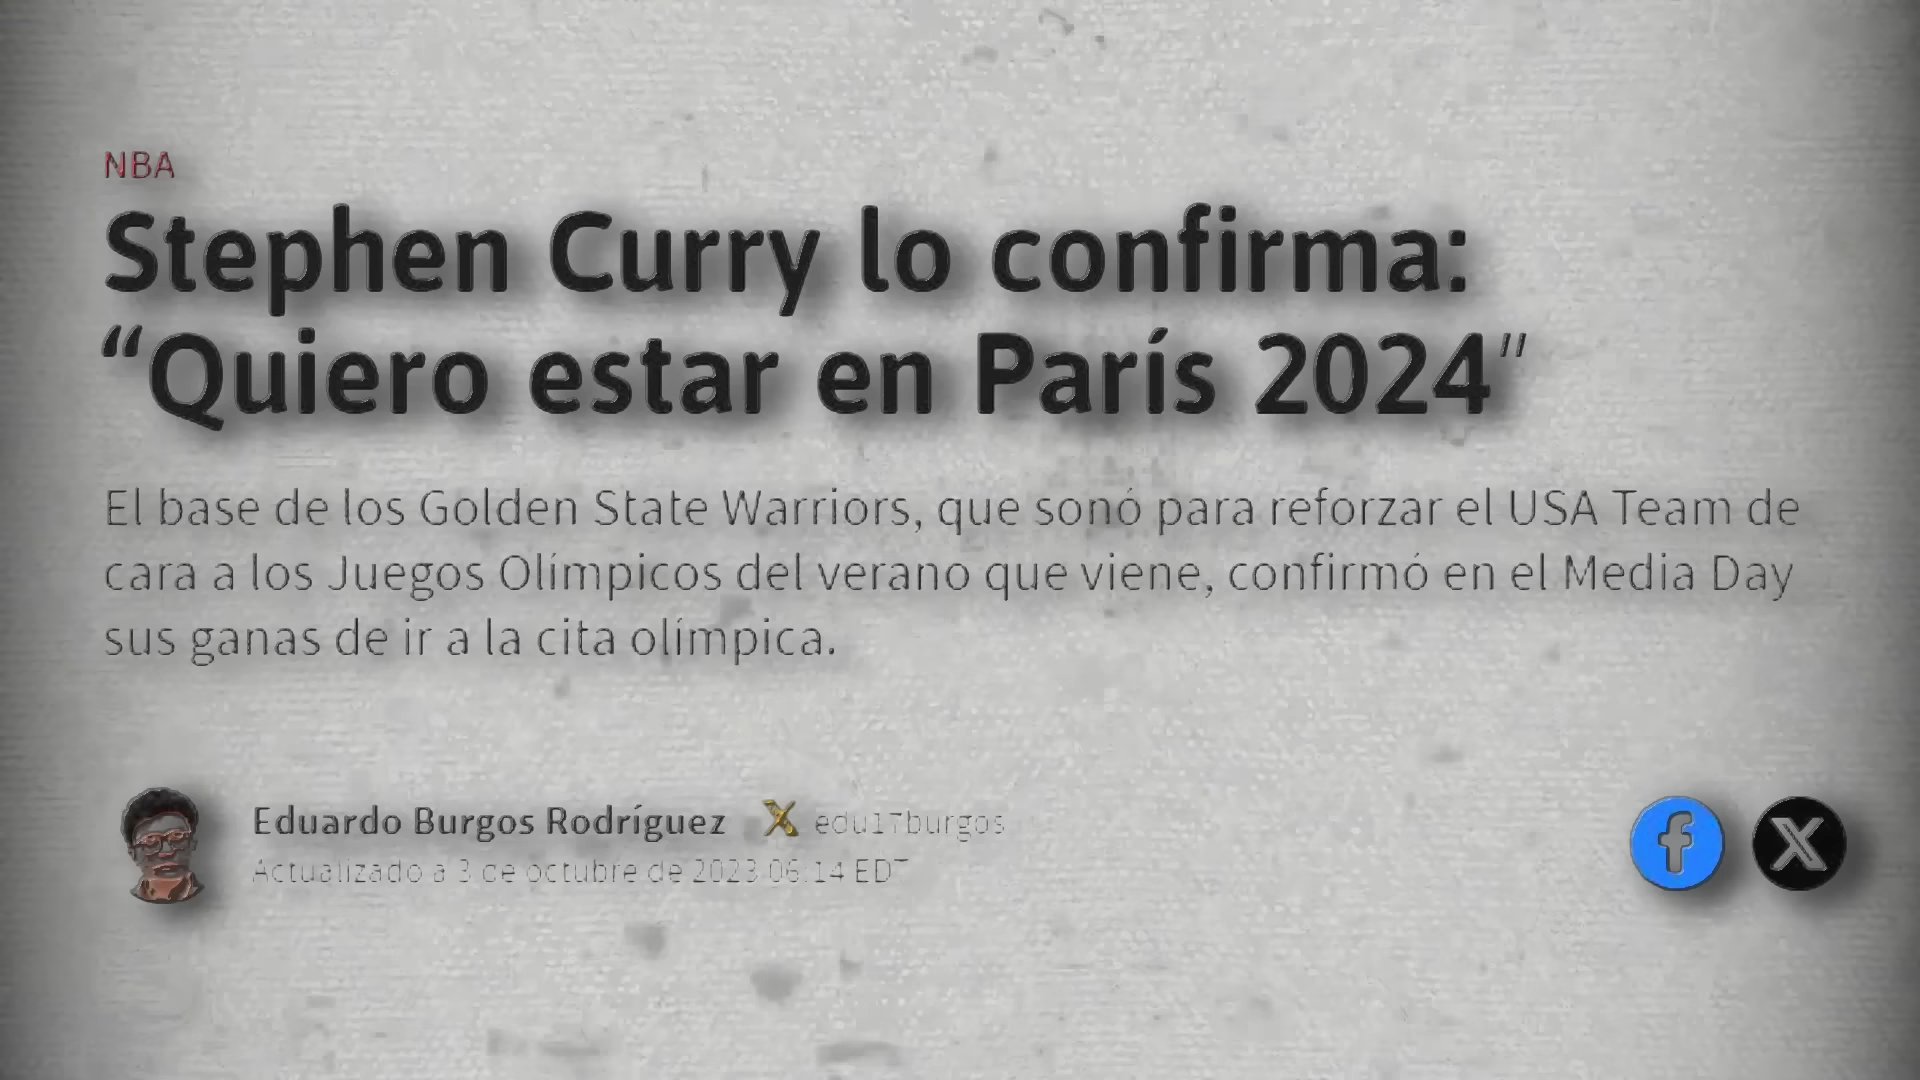 NBA
Stephen Curry lo confirma:
“Quiero estar en París 2024"
El base de los Golden State Warriors, que sonó para reforzar el USA Team de
cara a los Juegos Olímpicos del verano que viene, confirmó en el Media Day
sus ganas de ir a la cita olímpica.
Eduardo Burgos Rodríguez X edu17burgos
Actualizado a 3 de octubre de 2023 06:14 EDT
f X